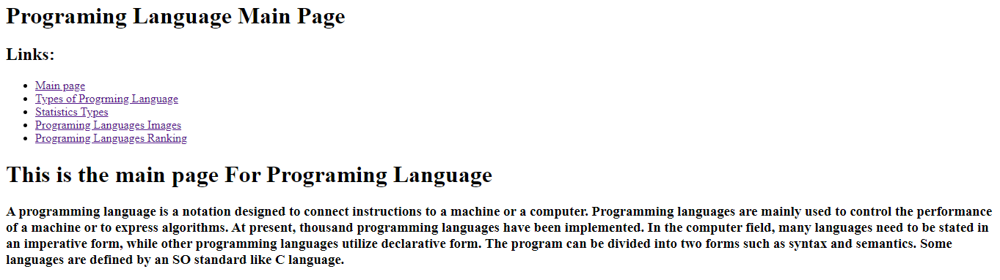 Programing Language Main Page
Links:
Main page
Types of Progrming Language
Statistics Types
Programing Languages Images
Programing Languages Ranking
This is the main page For Programing Language
A programming language is a notation designed to connect instructions to a machine or a computer. Programming languages are mainly used to control the performance
of a machine or to express algorithms. At present, thousand programming languages have been implemented. In the computer field, many languages need to be stated in
an imperative form, while other programming languages utilize declarative form. The program can be divided into two forms such as syntax and semantics. Some
languages are defined by an SO standard like C language.